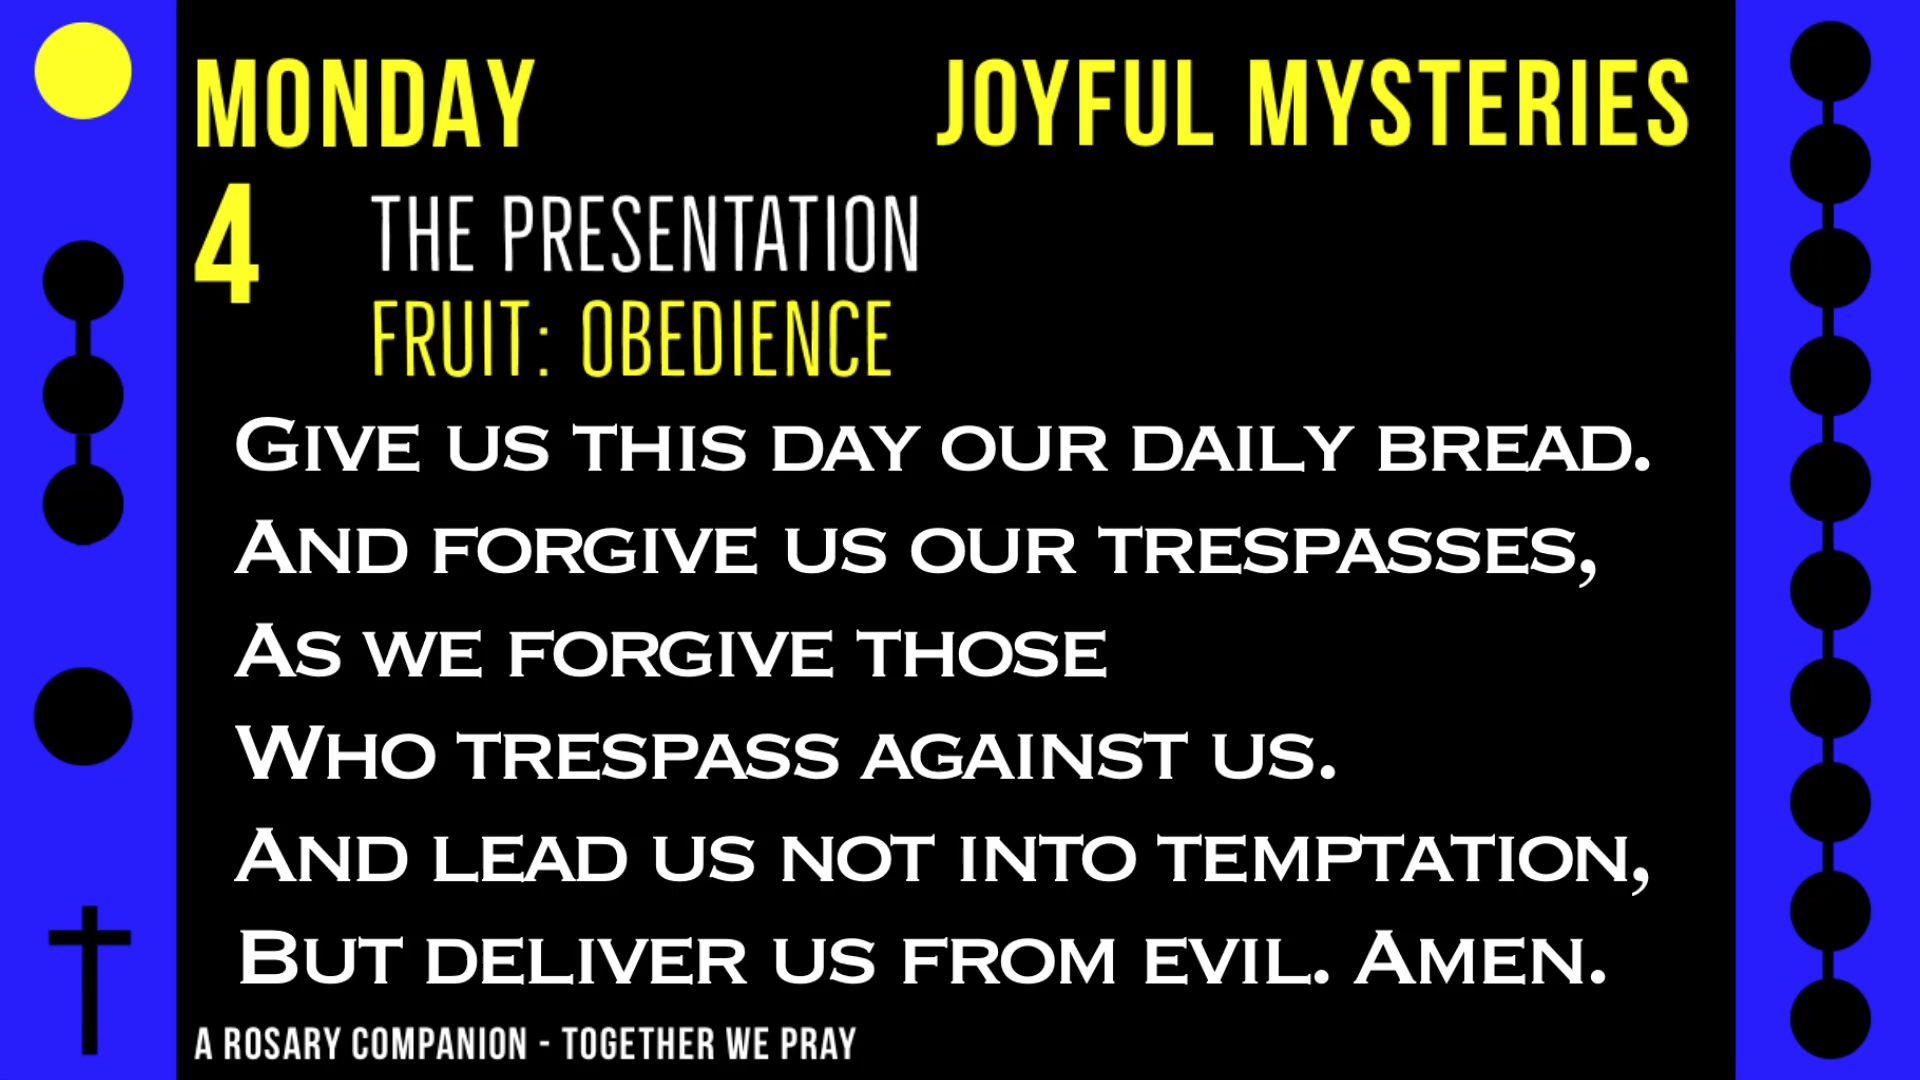 MONDAY JOYFUL MYSTERIES
4 THE PRESENTATION
FRUIT: OBEDIENCE
Give us this day our daily bread.
And forgive us our trespasses,
As we forgive those
Who trespass against us.
And lead us not into temptation,
But deliver us from evil. Amen.
A ROSARY COMPANION - TOGETHER WE PRAY